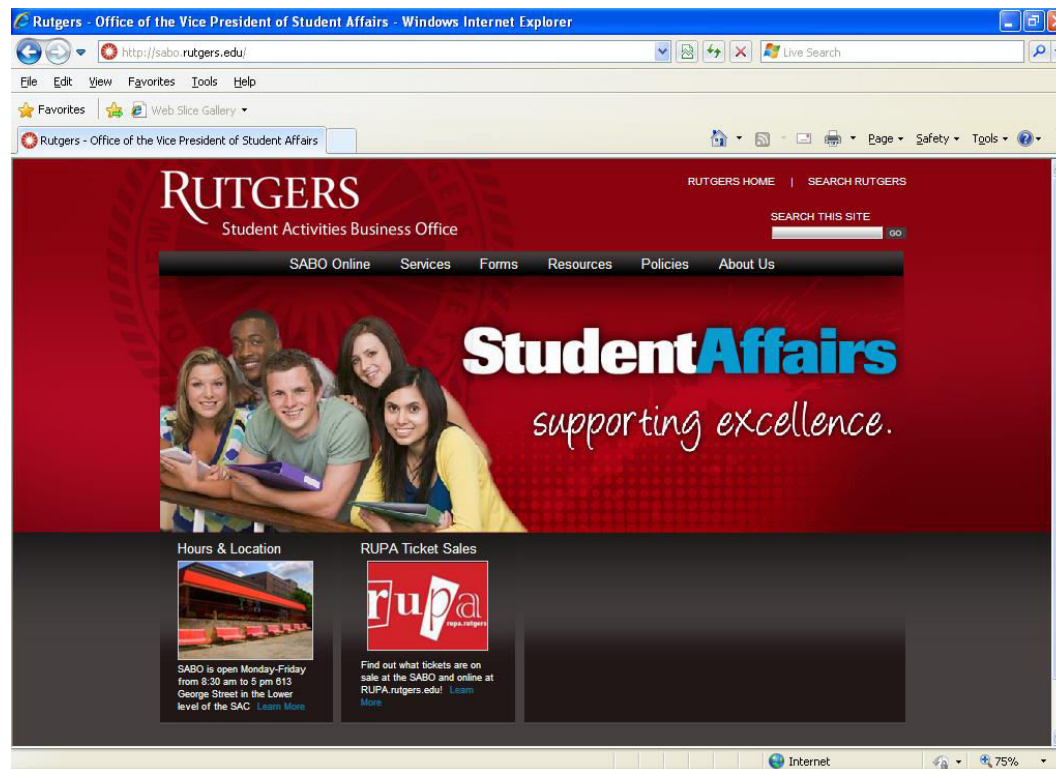 Rutgers - Office of the Vice President of Student Affairs - Windows Internet Explorer
http://sabo.rutgers.edu/
Live Search
File Edit View Favorites Tools Help
Favorites Web Slice Gallery
Rutgers - Office of the Vice President of Student Affairs
Page Safety Tools
RUTGERS
Student Activities Business Office
RUTGERS HOME | SEARCH RUTGERS
SEARCH THIS SITE
GO
SABO Online Services Forms Resources Policies About Us
StudentAffairs
supporting excellence.
Hours & Location
SABO is open Monday-Friday
from 8:30 am to 5 pm 613
George Street in the Lower
level of the SAC Learn More
RUPA Ticket Sales
rupa
rupa.rutgers
Find out what tickets are on
sale at the SABO and online at
RUPA.rutgers.edu! Learn
More
Internet
75%